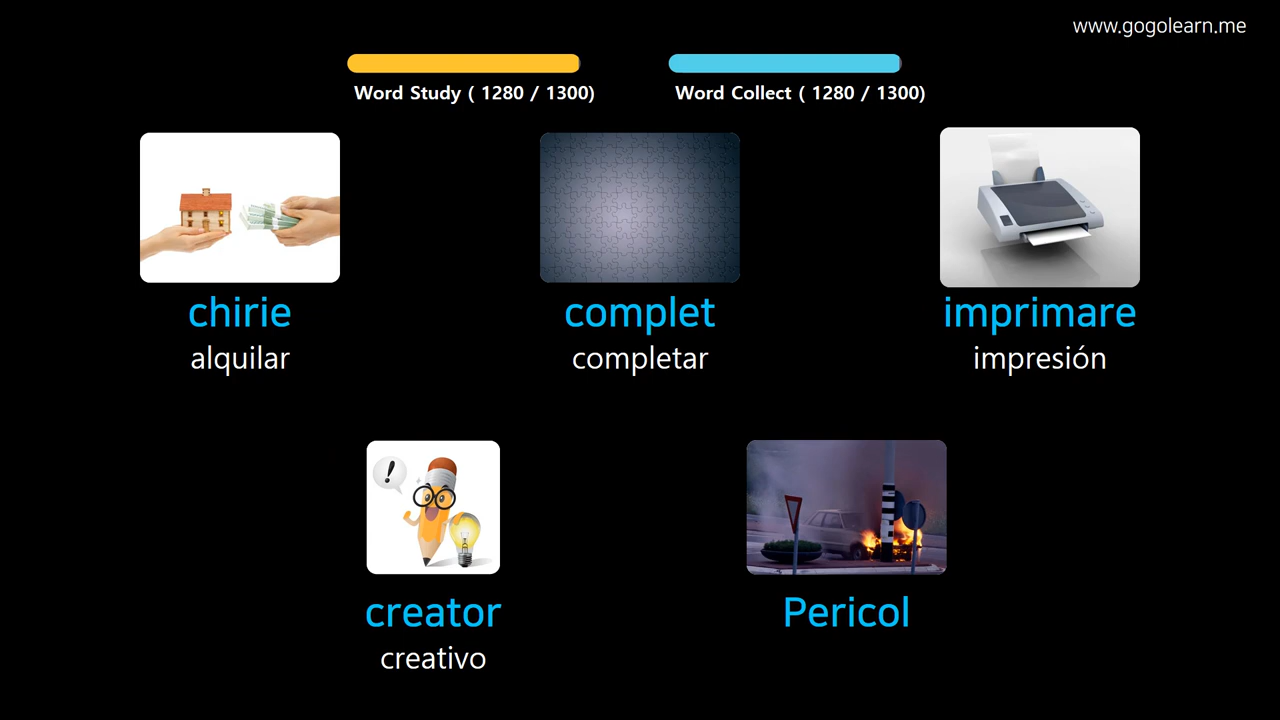 www.gogolearn.me
Word Study ( 1280 / 1300)
Word Collect ( 1280 / 1300)
chirie
alquilar
complet
completar
imprimare
impresión
!
creator
creativo
Pericol